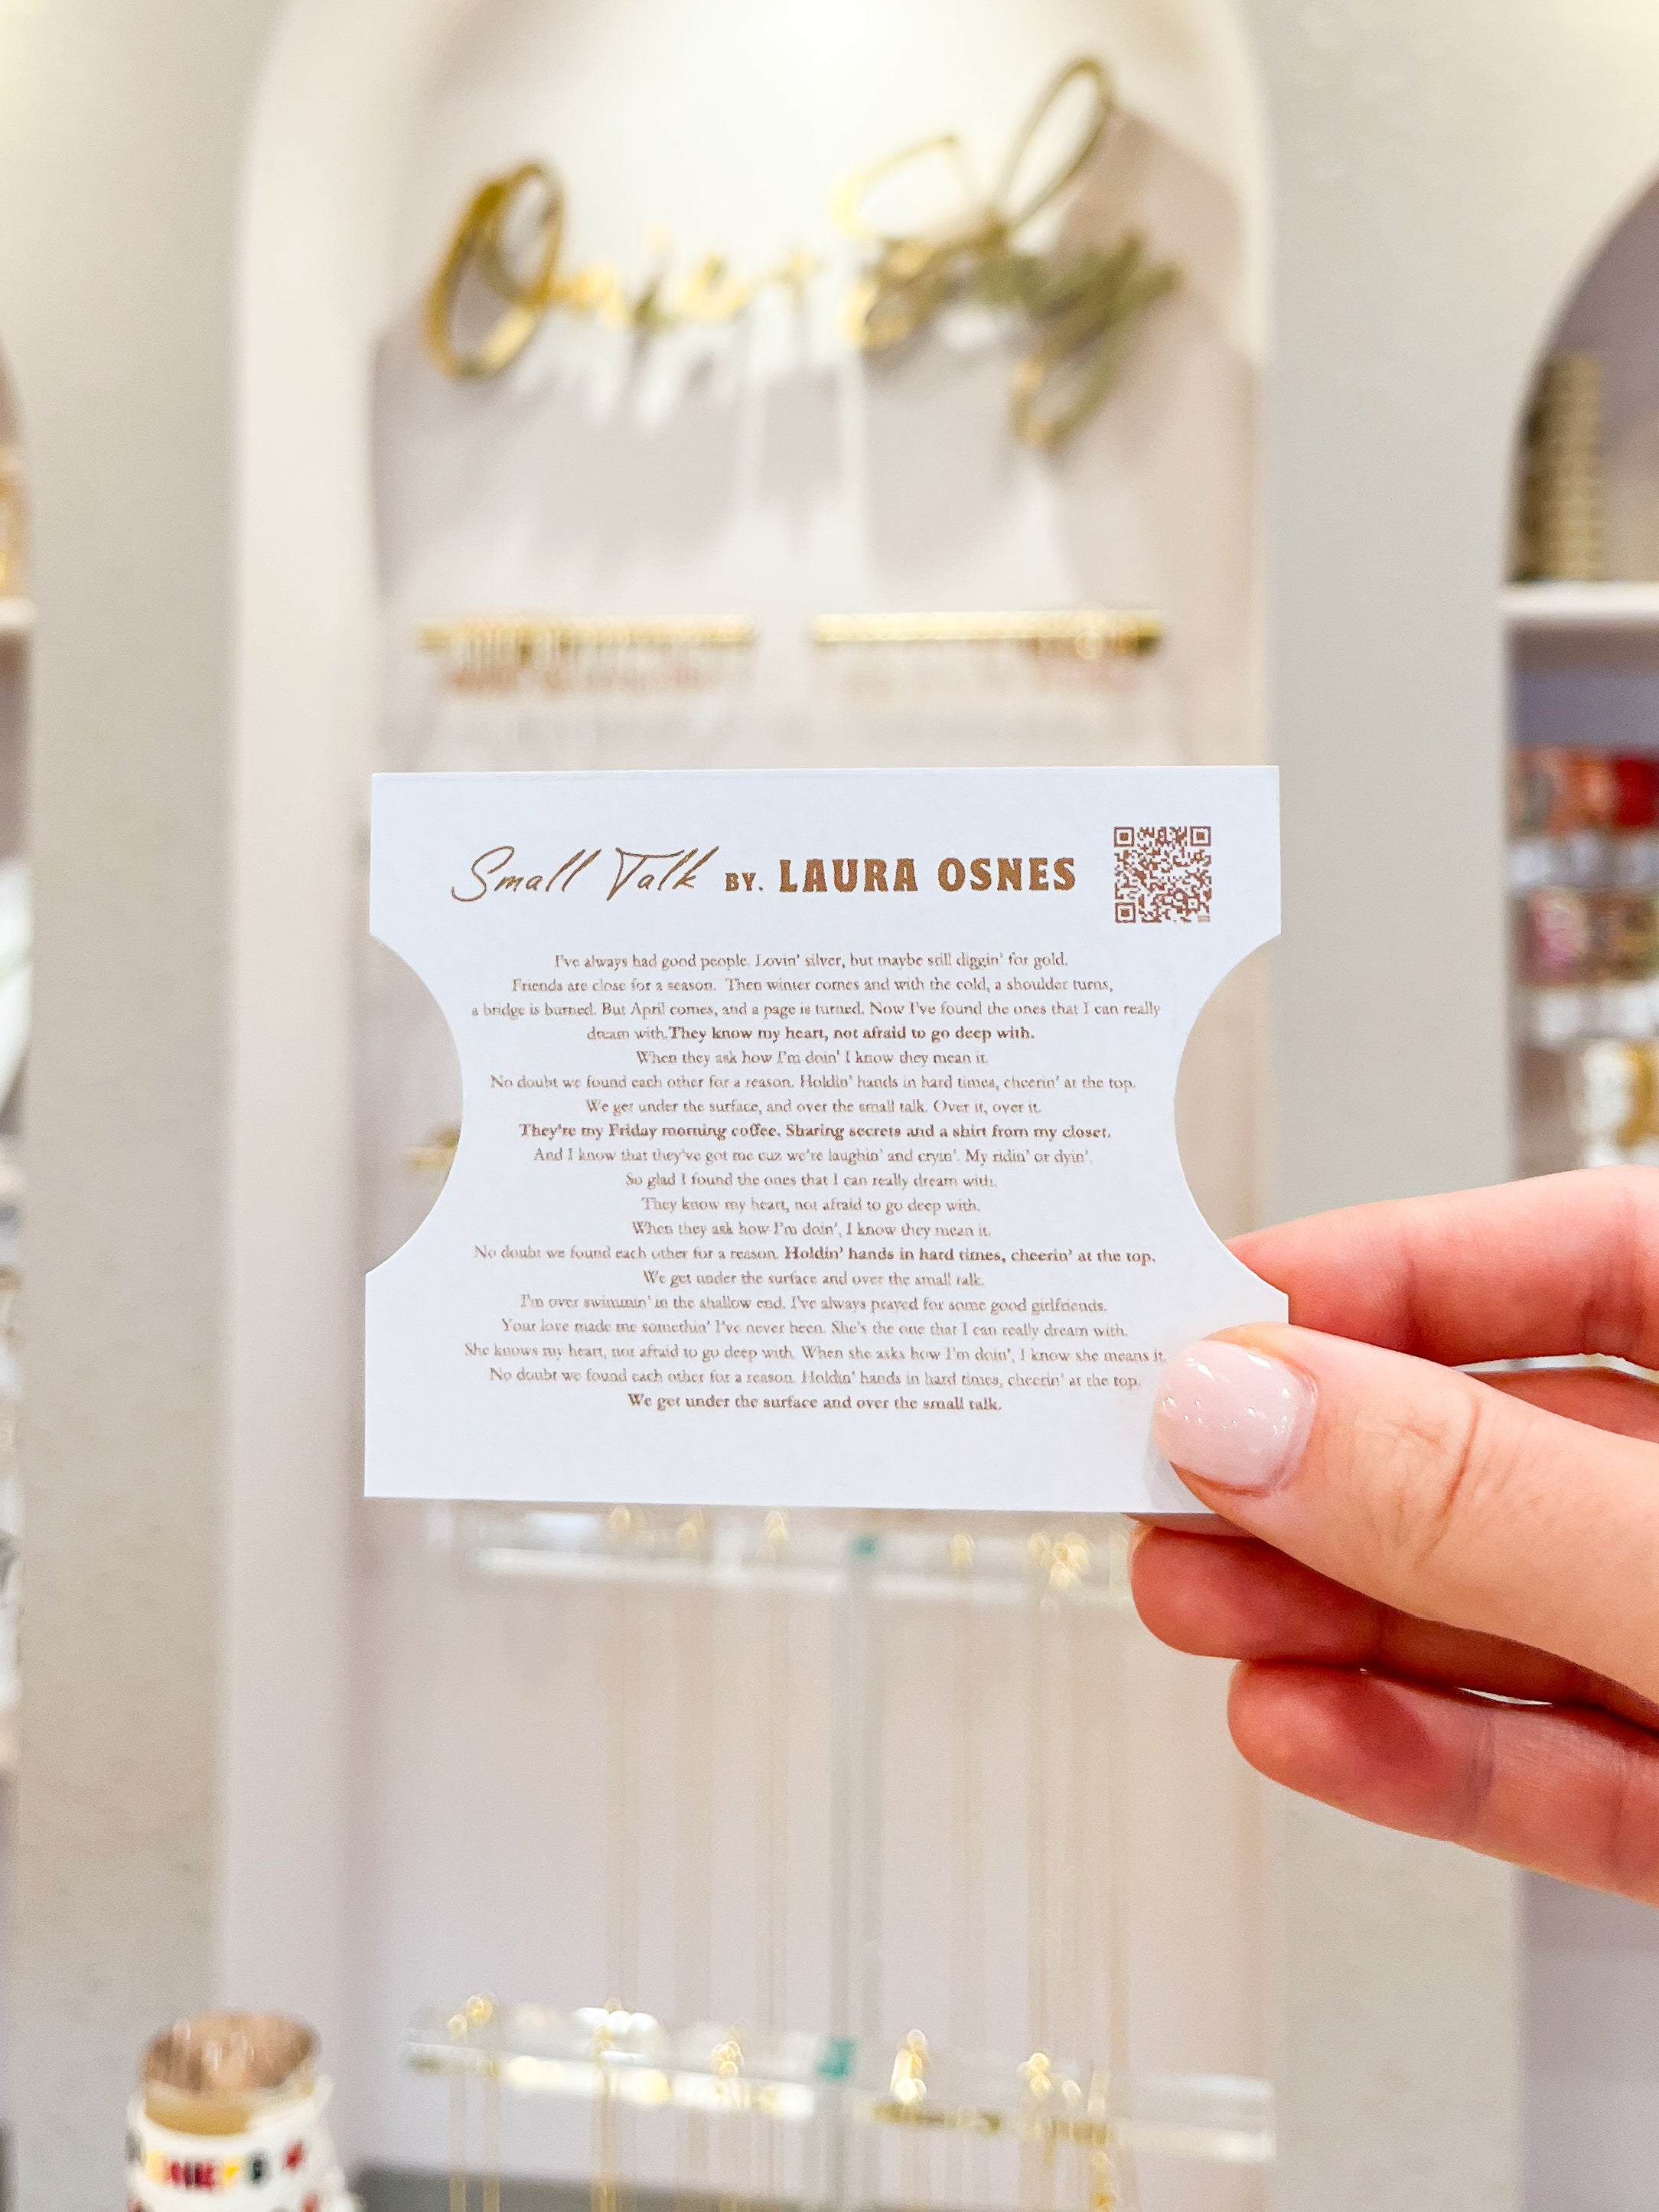 Small Talk BY. LAURA OSNES
I've always had good people. Lovin' silver, but maybe still diggin' for gold.
Friends are close for a season. Then winter comes and with the cold, a shoulder turns,
a bridge is burned. But April comes, and a page is turned. Now I've found the ones that I can really
dream with.They know my heart, not afraid to go deep with.
When they ask how I'm doin' I know they mean it.
No doubt we found each other for a reason. Holdin' hands in hard times, cheerin' at the top.
We get under the surface, and over the small talk. Over it, over it.
They're my Friday morning coffee. Sharing secrets and a shirt from my closet.
And I know that they've got me cuz we're laughin' and cryin'. My ridin' or dyin'.
So glad I found the ones that I can really dream with.
They know my heart, not afraid to go deep with.
When they ask how I'm doin', I know they mean it.
No doubt we found each other for a reason. Holdin' hands in hard times, cheerin' at the top.
We get under the surface and over the small talk.
I'm over swimmin' in the shallow end. I've always prayed for some good girlfriends.
Your love made me somethin' I've never been. She's the one that I can really dream with.
She knows my heart, not afraid to go deep with. When she asks how I'm doin', I know she means it.
No doubt we found each other for a reason. Holdin' hands in hard times, cheerin' at the top.
We get under the surface and over the small talk.